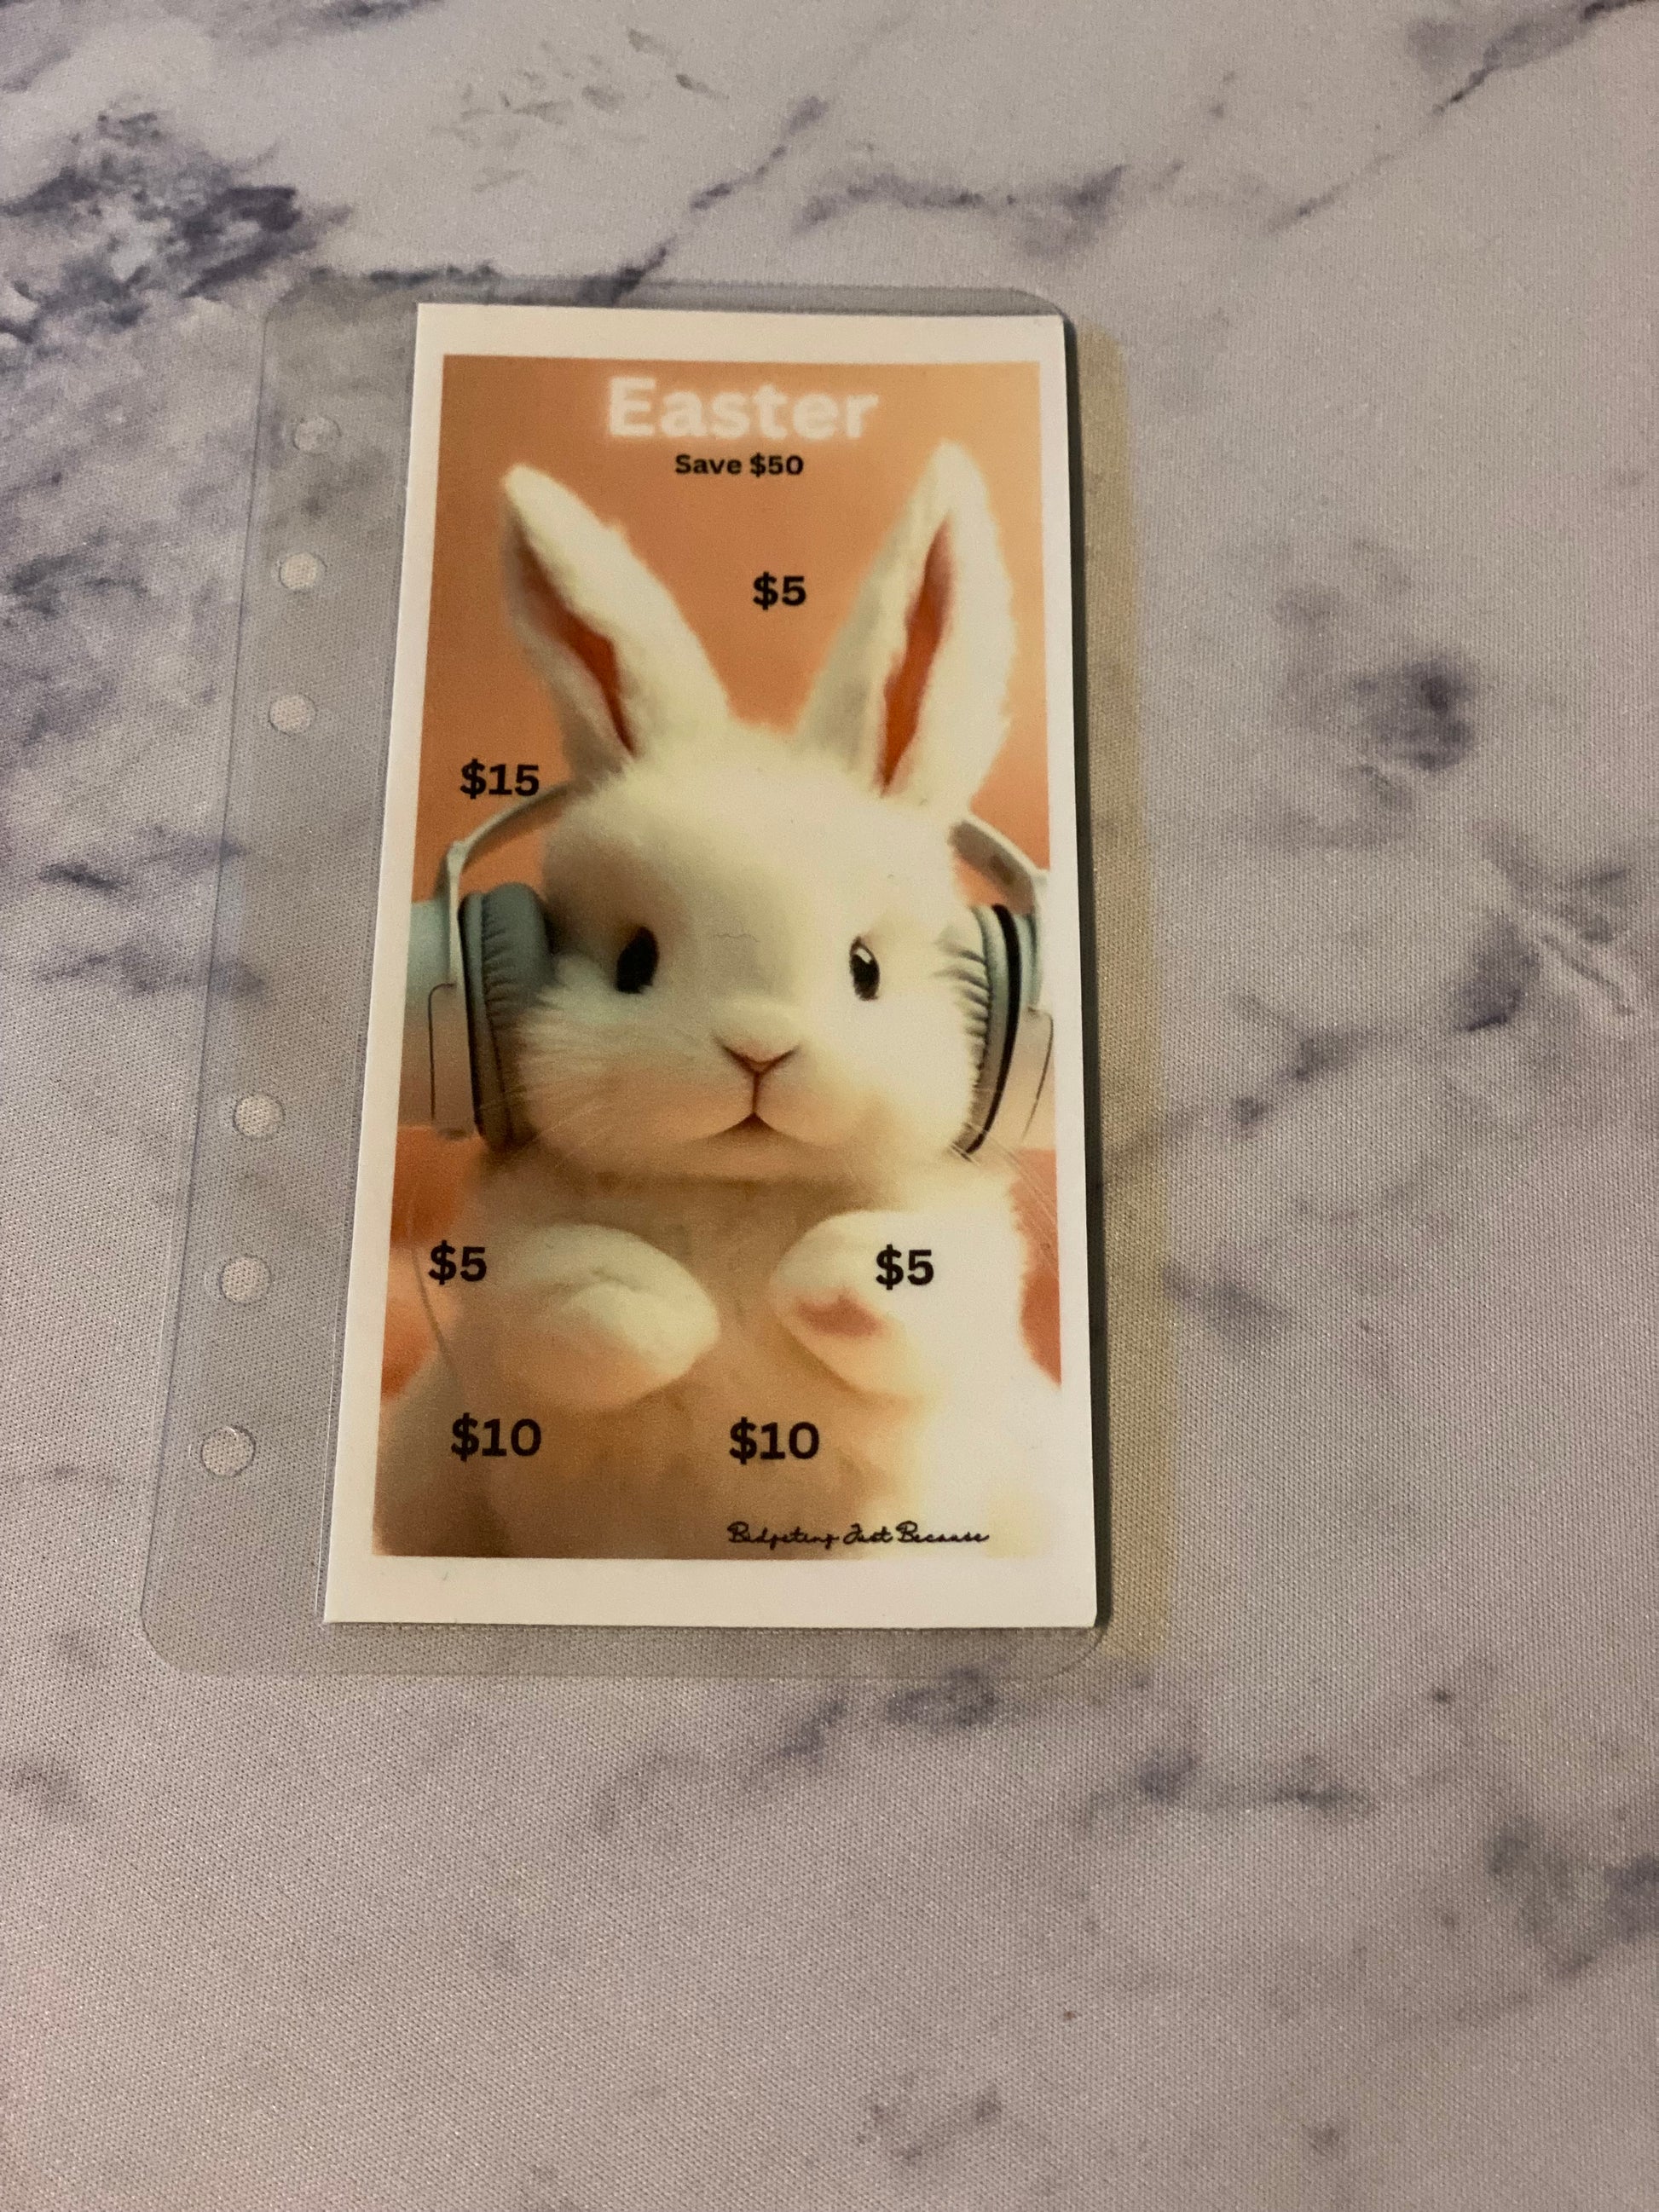 Easter
Save $50
$5
$15
$5 $5
$10 $10
Budgeting Just Because